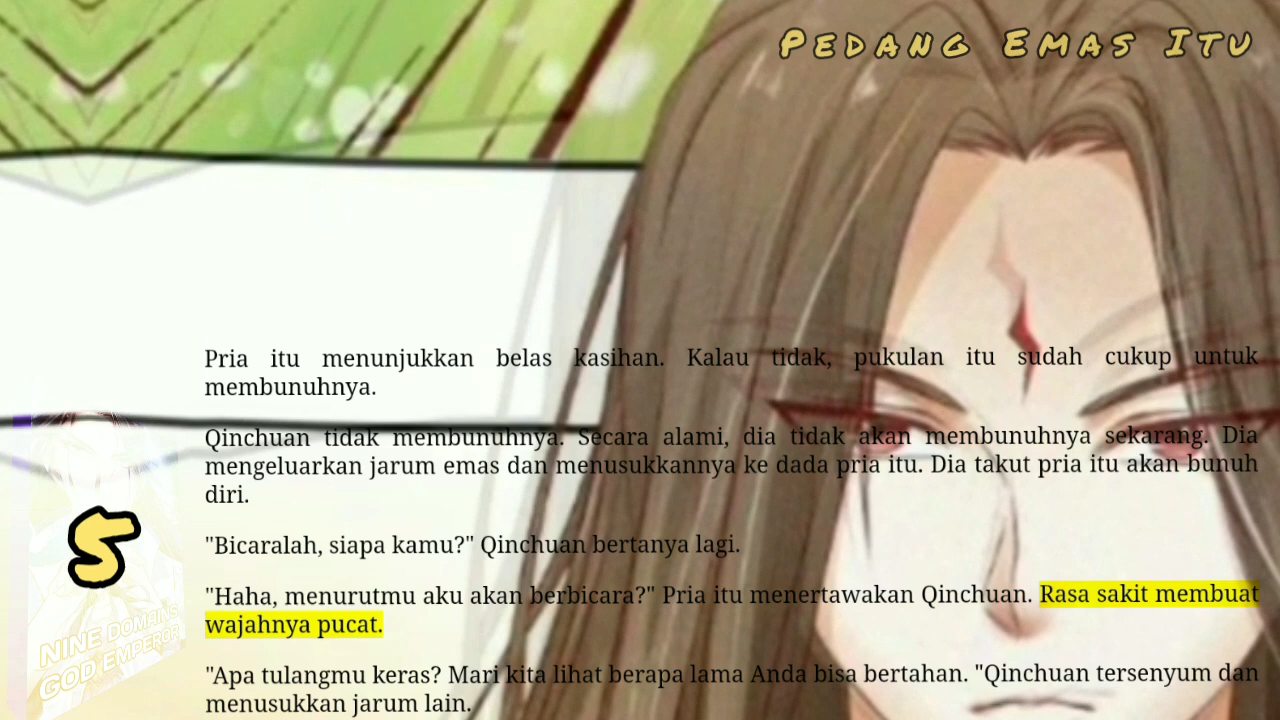 Pedang Emas Itu
Pria itu menunjukkan belas kasihan. Kalau tidak, pukulan itu sudah cukup untuk
membunuhnya.
Qinchuan tidak membunuhnya. Secara alami, dia tidak akan membunuhnya sekarang. Dia
mengeluarkan jarum emas dan menusukkannya ke dada pria itu. Dia takut pria itu akan bunuh
diri.
"Bicaralah, siapa kamu?" Qinchuan bertanya lagi.
"Haha, menurutmu aku akan berbicara?" Pria itu menertawakan Qinchuan. Rasa sakit membuat
wajahnya pucat.
"Apa tulangmu keras? Mari kita lihat berapa lama Anda bisa bertahan. "Qinchuan tersenyum dan
menusukkan jarum lain.
5
NINE DOMAINS
GOD EMPEROR